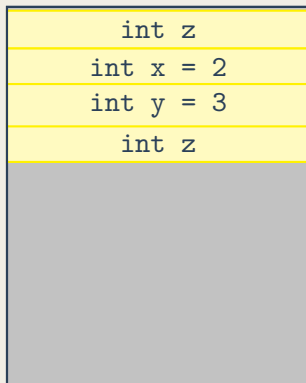 int z
int x = 2
int y = 3
int z